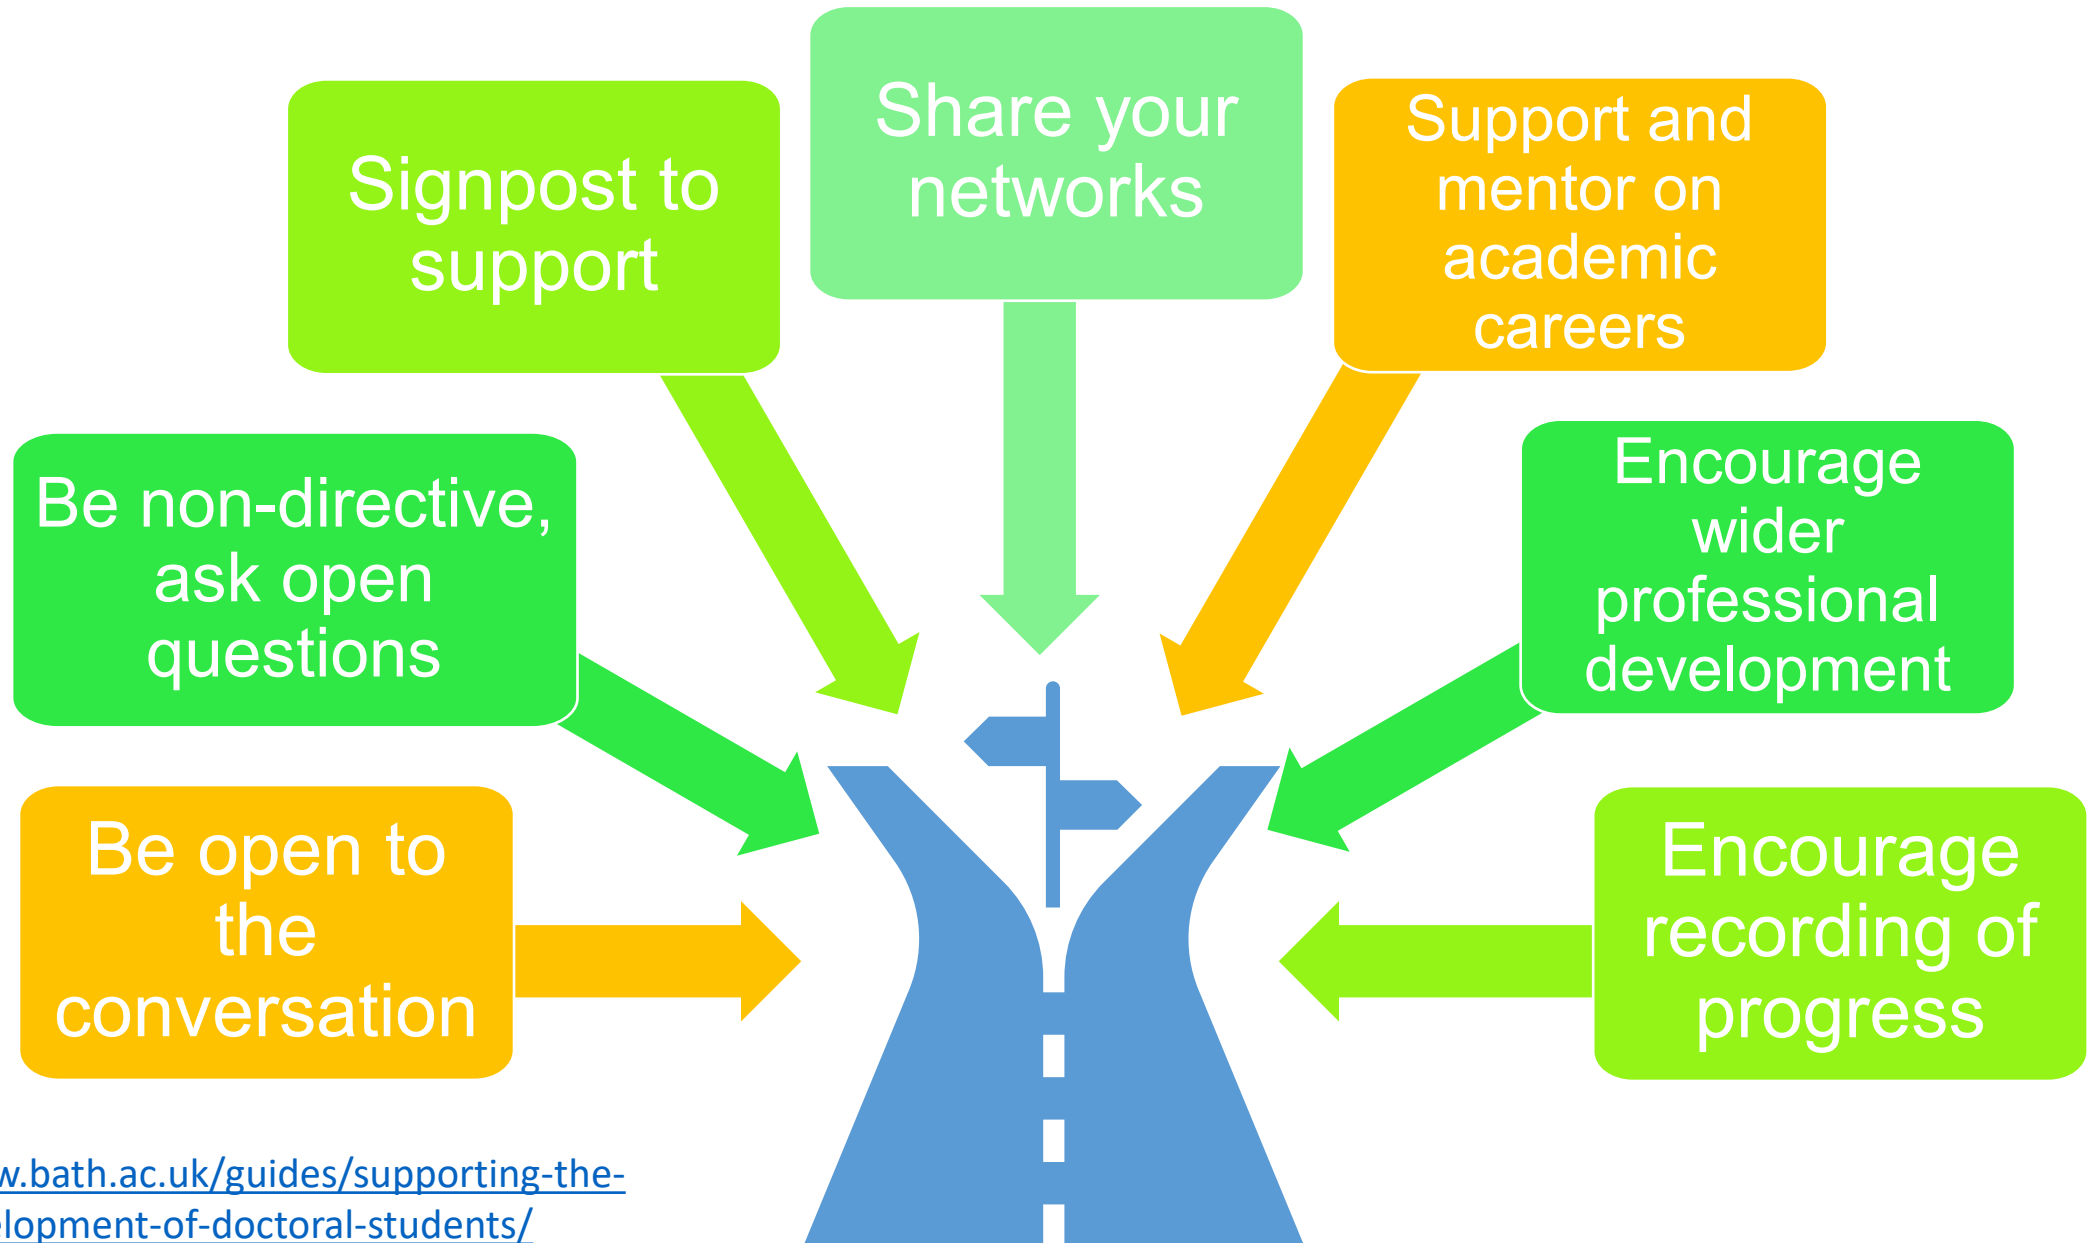 Share your
networks
Signpost to
support
Support and
mentor on
academic
careers
Be non-directive,
ask open
questions
Encourage
wider
professional
development
Be open to
the
conversation
Encourage
recording of
progress
w.bath.ac.uk/guides/supporting-the-
elopment-of-doctoral-students/